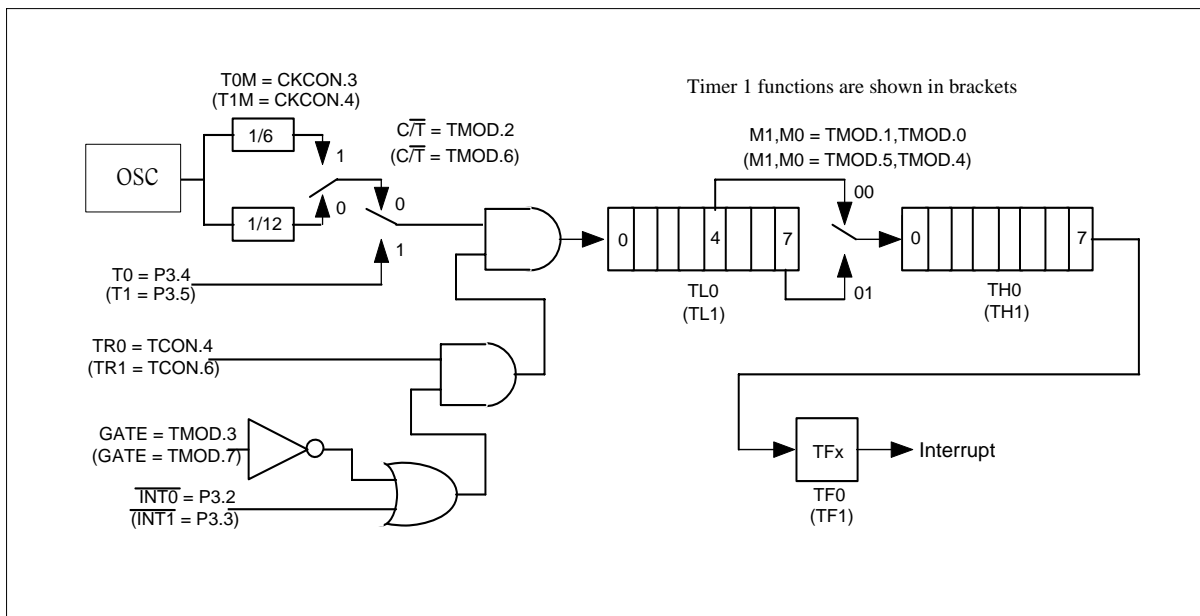 T0M = CKCON.3
(T1M = CKCON.4)
Timer 1 functions are shown in brackets
1/6
C/T̅ = TMOD.2
(C/T̅ = TMOD.6)
M1,M0 = TMOD.1,TMOD.0
(M1,M0 = TMOD.5,TMOD.4)
OSC
1
0
1/12
0
1
T0 = P3.4
(T1 = P3.5)
00
0
4
7
01
TL0
(TL1)
0
7
TH0
(TH1)
TR0 = TCON.4
(TR1 = TCON.6)
GATE = TMOD.3
(GATE = TMOD.7)
I̅N̅T̅0̅ = P3.2
(I̅N̅T̅1̅ = P3.3)
TFx
Interrupt
TF0
(TF1)